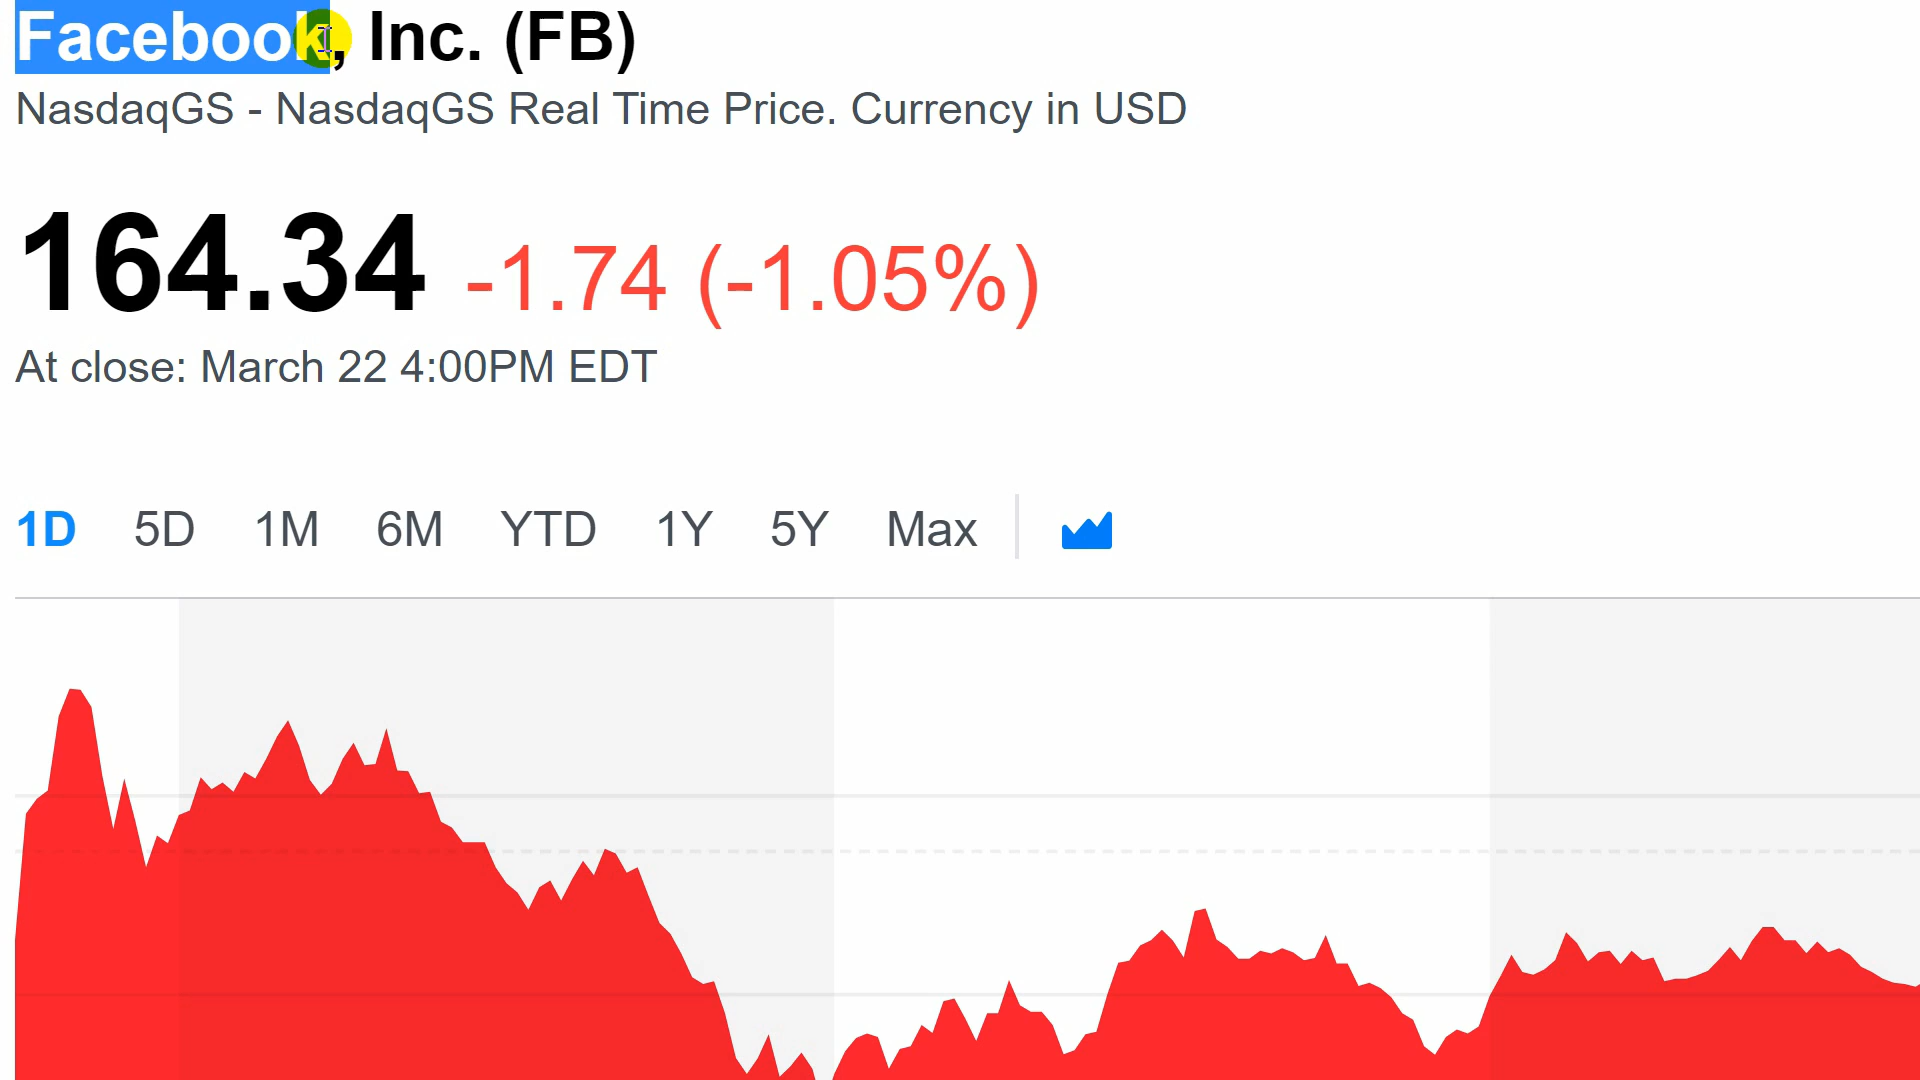 Facebook, Inc. (FB)
NasdaqGS - NasdaqGS Real Time Price. Currency in USD
164.34 -1.74 (-1.05%)
At close: March 22 4:00PM EDT
1D 5D 1M 6M YTD 1Y 5Y Max